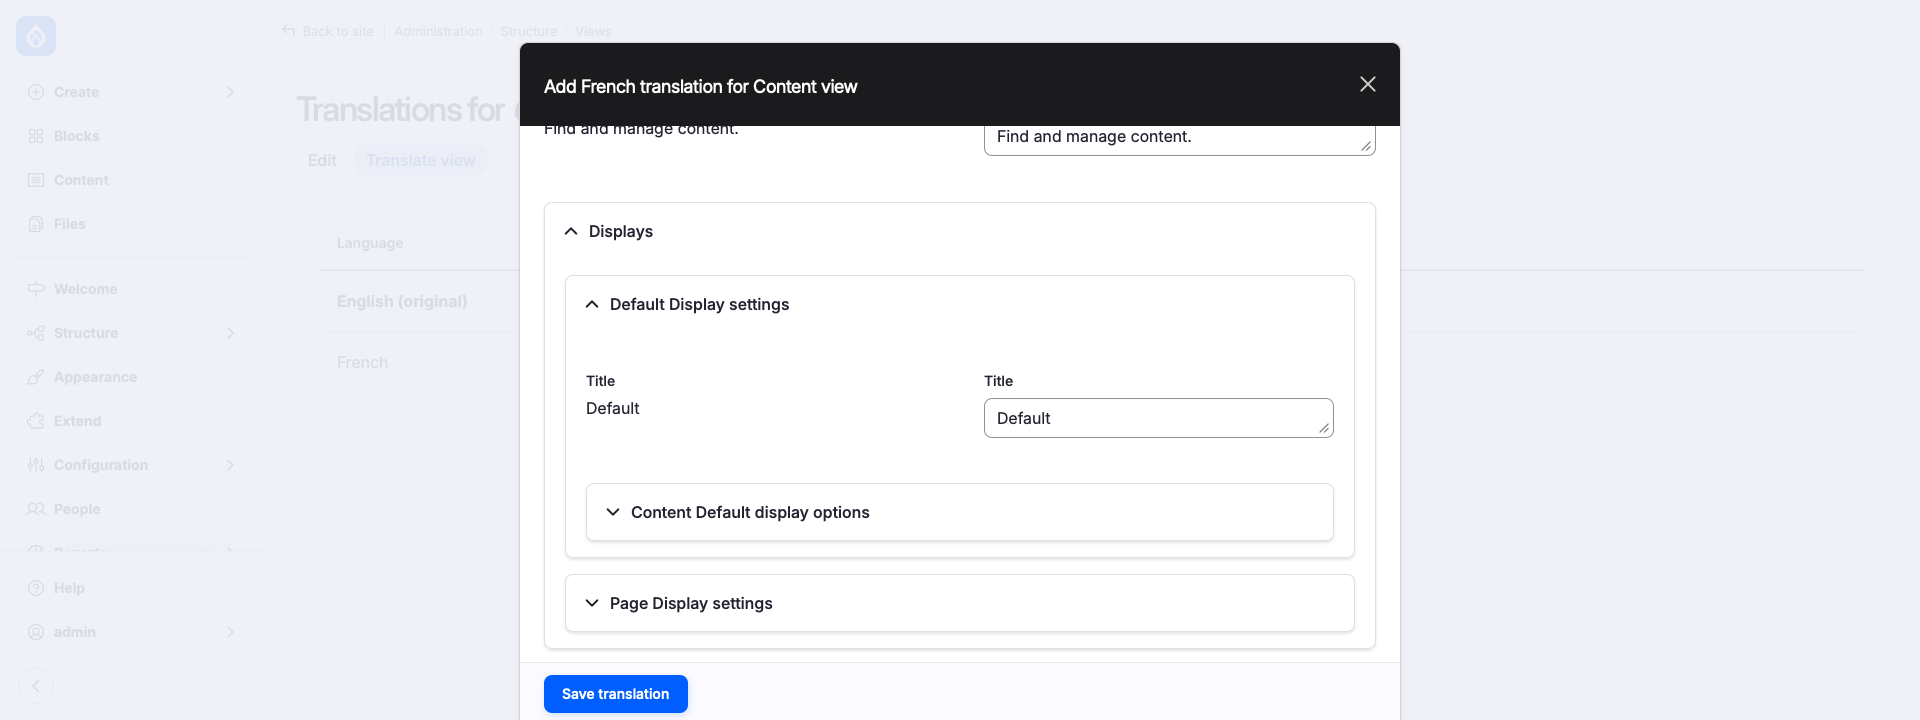 Back to site
Administration
Structure
Views
Create
Blocks
Content
Files
Welcome
Structure
Appearance
Extend
Configuration
People
Reports
Help
admin
Translations for
Edit
Translate view
Language
English (original)
French
Add French translation for Content view
Find and manage content.
Find and manage content.
Displays
Default Display settings
Title
Default
Title
Default
Content Default display options
Page Display settings
Save translation